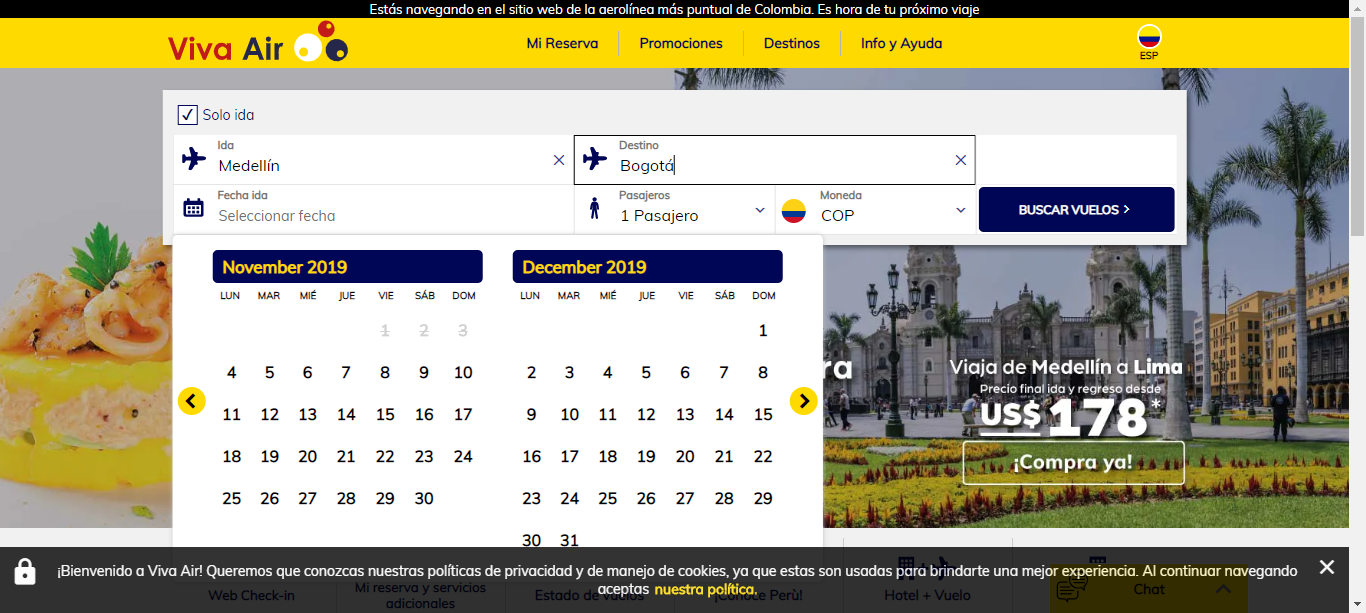 Estás navegando en el sitio web de la aerolínea más puntual de Colombia. Es hora de tu próximo viaje
Viva Air
Mi Reserva
Promociones
Destinos
Info y Ayuda
ESP
Solo ida
Ida
Medellín
Destino
Bogotá
Fecha ida
Seleccionar fecha
Pasajeros
1 Pasajero
Moneda
COP
BUSCAR VUELOS
November 2019
LUN MAR MIÉ JUE VIE SÁB DOM
1 2 3
4 5 6 7 8 9 10
11 12 13 14 15 16 17
18 19 20 21 22 23 24
25 26 27 28 29 30
December 2019
LUN MAR MIÉ JUE VIE SÁB DOM
1
2 3 4 5 6 7 8
9 10 11 12 13 14 15
16 17 18 19 20 21 22
23 24 25 26 27 28 29
30 31
ra
Viaja de Medellín a Lima
Precio final ida y regreso desde
US$ 178*
¡Compra ya!
¡Bienvenido a Viva Air! Queremos que conozcas nuestras políticas de privacidad y de manejo de cookies, ya que estas son usadas para brindarte una mejor experiencia. Al continuar navegando
aceptas nuestra política.
Web Check-in
Mi reserva y servicios
adicionales
Estado de vuelos
¡Conoce Perù!
Hotel + Vuelo
Chat